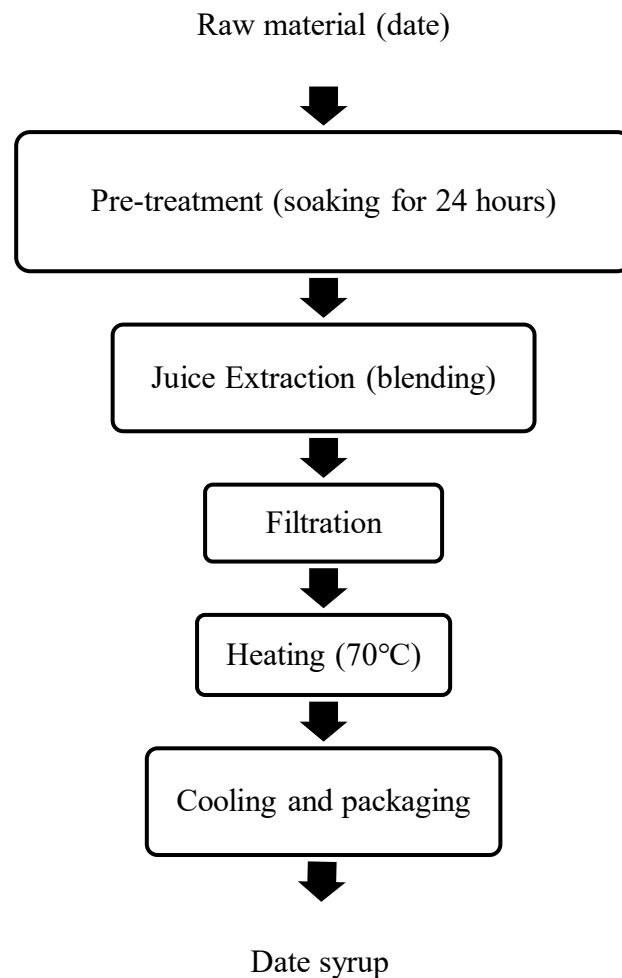 Raw material (date)
Pre-treatment (soaking for 24 hours)
Juice Extraction (blending)
Filtration
Heating (70°C)
Cooling and packaging
Date syrup